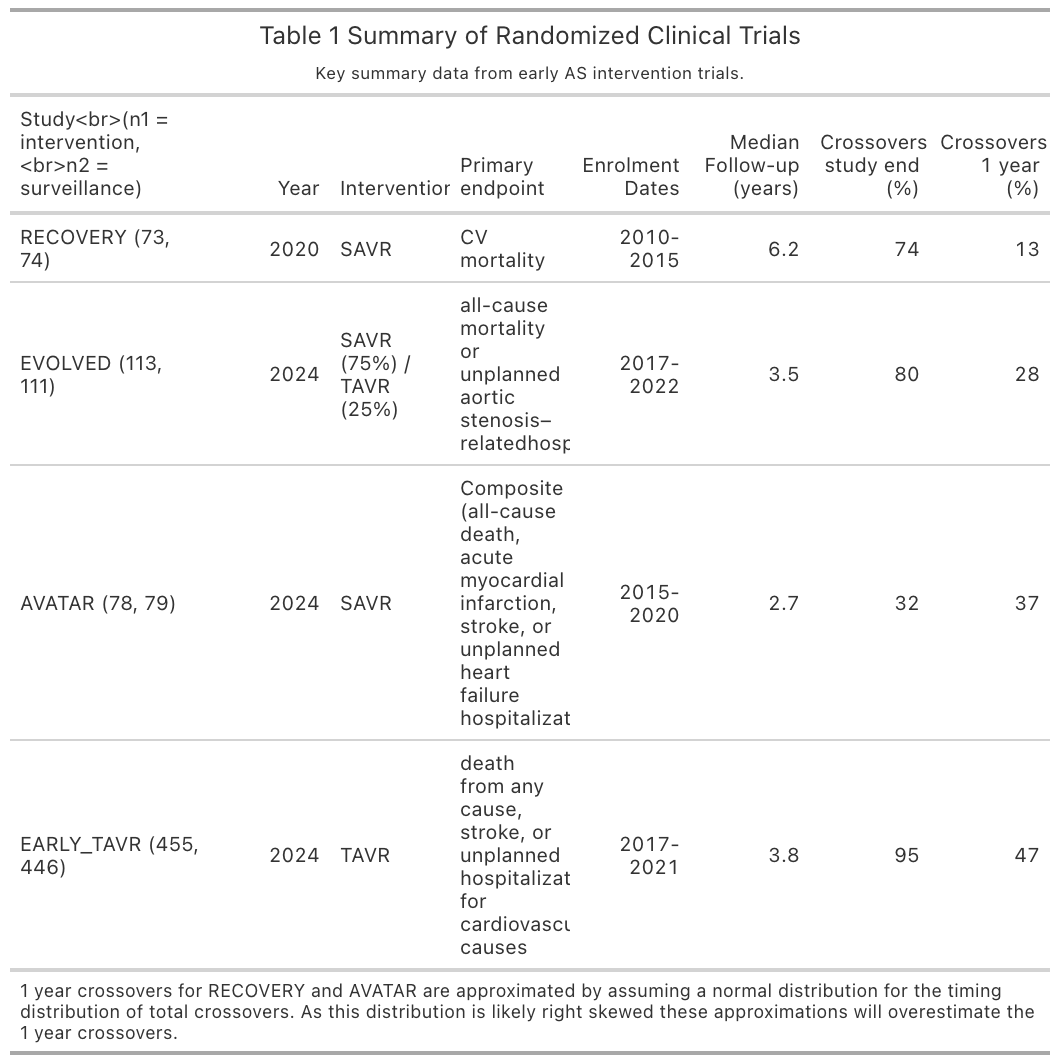 Table 1 Summary of Randomized Clinical Trials
Key summary data from early AS intervention trials.
Study<br>(n1 =
intervention,
<br>n2 =
surveillance)
Year
Interventior
Primary
endpoint
Enrolment
Dates
Median
Follow-up
(years)
Crossovers
study end
(%)
Crossovers
1 year
(%)
RECOVERY (73,
74)
2020
SAVR
CV
mortality
2010-
2015
6.2
74
13
EVOLVED (113,
111)
2024
SAVR
(75%) /
TAVR
(25%)
all-cause
mortality
or
unplanned
aortic
stenosis–
relatedhosp
2017-
2022
3.5
80
28
AVATAR (78, 79)
2024
SAVR
Composite
(all-cause
death,
acute
myocardial
infarction,
stroke, or
unplanned
heart
failure
hospitalizat
2015-
2020
2.7
32
37
EARLY_TAVR (455,
446)
2024
TAVR
death
from any
cause,
stroke, or
unplanned
hospitalizat
for
cardiovascu
causes
2017-
2021
3.8
95
47
1 year crossovers for RECOVERY and AVATAR are approximated by assuming a normal distribution for the timing
distribution of total crossovers. As this distribution is likely right skewed these approximations will overestimate the
1 year crossovers.